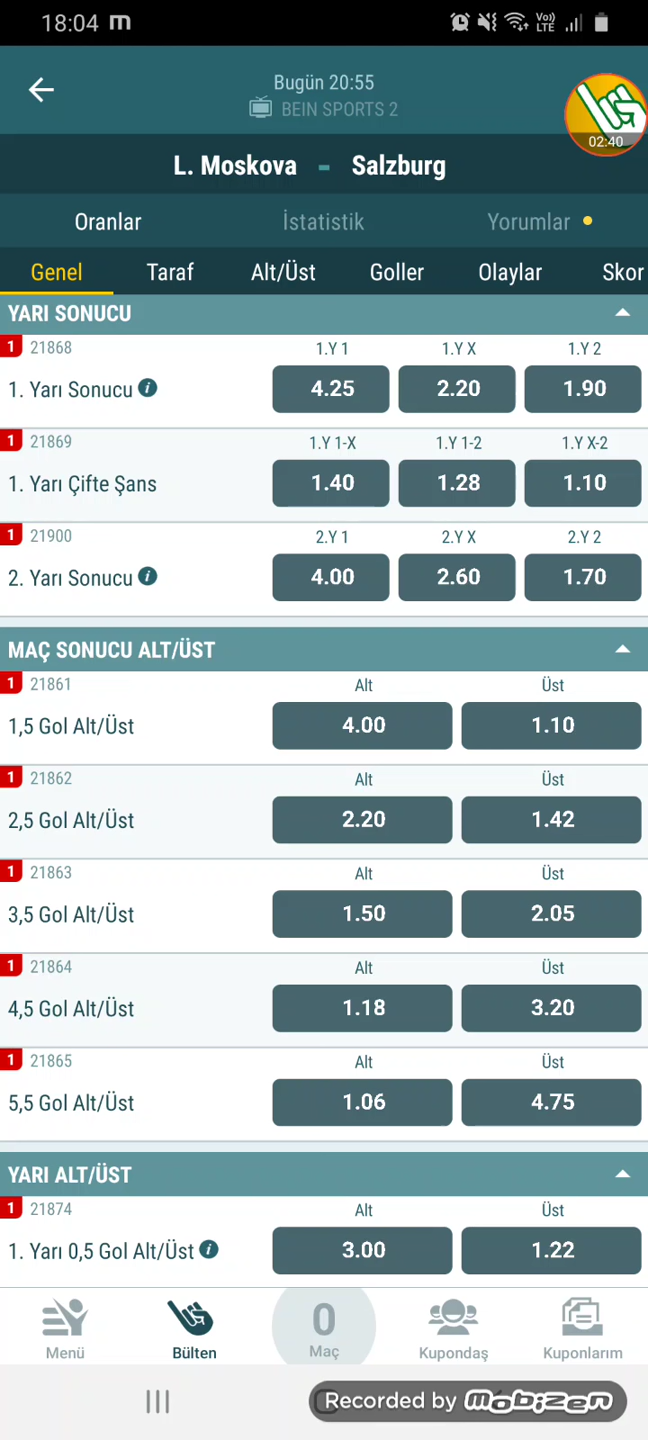 18:04 m
Vo)) LTE
Bugün 20:55
BEIN SPORTS 2
02:40
L. Moskova - Salzburg
Oranlar İstatistik Yorumlar
Genel Taraf Alt/Üst Goller Olaylar Skor
YARI SONUCU
1 21868 1.Y 1 1.Y X 1.Y 2
1. Yarı Sonucu i 4.25 2.20 1.90
1 21869 1.Y 1-X 1.Y 1-2 1.Y X-2
1. Yarı Çifte Şans 1.40 1.28 1.10
1 21900 2.Y 1 2.Y X 2.Y 2
2. Yarı Sonucu i 4.00 2.60 1.70
MAÇ SONUCU ALT/ÜST
1 21861 Alt Üst
1,5 Gol Alt/Üst 4.00 1.10
1 21862 Alt Üst
2,5 Gol Alt/Üst 2.20 1.42
1 21863 Alt Üst
3,5 Gol Alt/Üst 1.50 2.05
1 21864 Alt Üst
4,5 Gol Alt/Üst 1.18 3.20
1 21865 Alt Üst
5,5 Gol Alt/Üst 1.06 4.75
YARI ALT/ÜST
1 21874 Alt Üst
1. Yarı 0,5 Gol Alt/Üst i 3.00 1.22
0
Menü Bülten Maç Kupondaş Kuponlarım
Recorded by mobizen